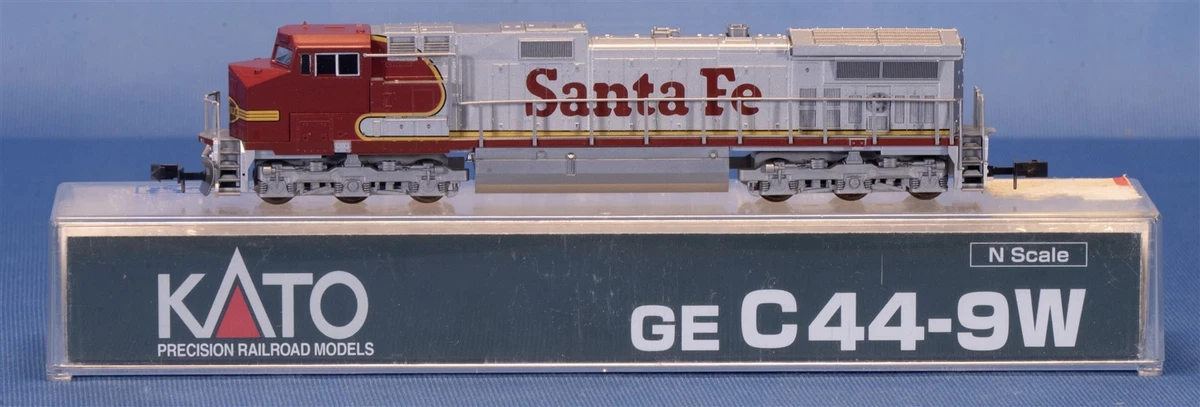 Santa Fe
N Scale
KATO
PRECISION RAILROAD MODELS
GE C44-9W